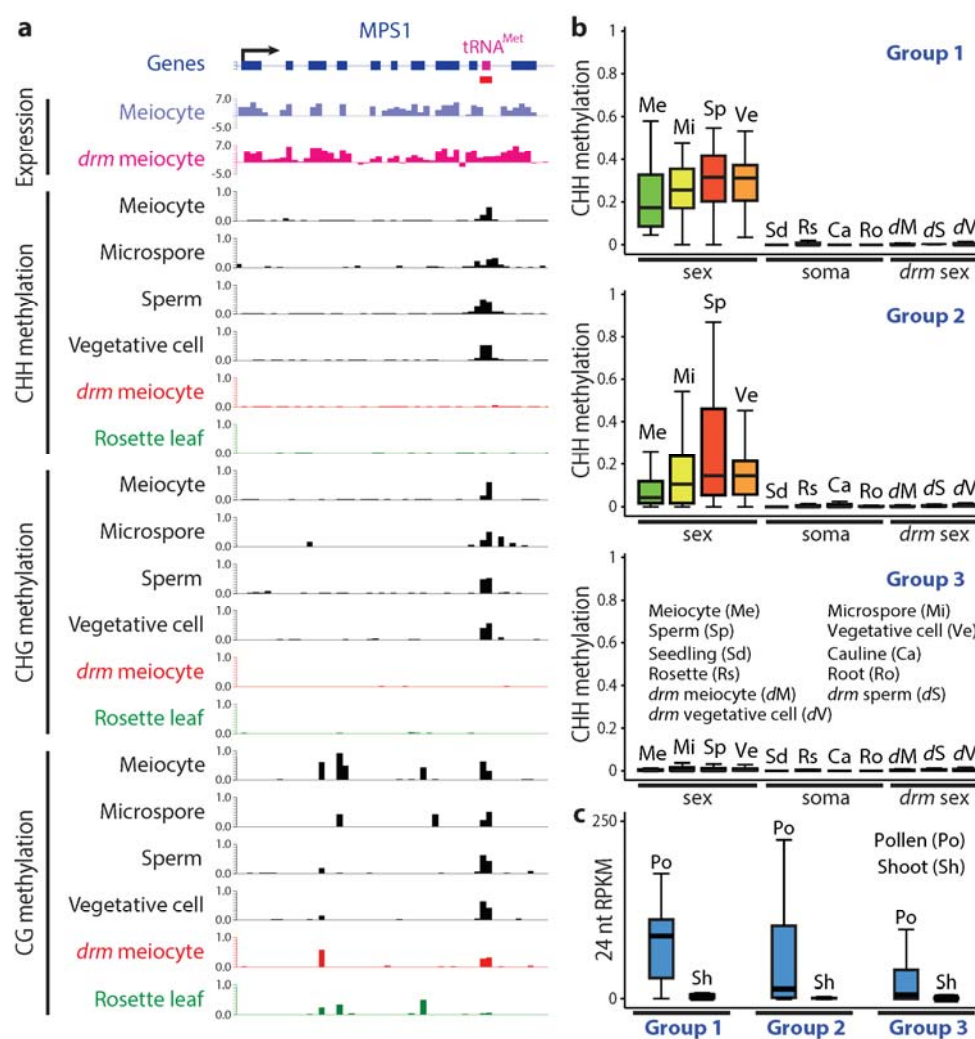 a
MPS1
tRNA^Met
Genes
Expression
Meiocyte
7.0
-5.0
drm meiocyte
7.0
-5.0
CHH methylation
Meiocyte
1.0
0.0
Microspore
1.0
0.0
Sperm
1.0
0.0
Vegetative cell
1.0
0.0
drm meiocyte
1.0
0.0
Rosette leaf
1.0
0.0
CHG methylation
Meiocyte
1.0
0.0
Microspore
1.0
0.0
Sperm
1.0
0.0
Vegetative cell
1.0
0.0
drm meiocyte
1.0
0.0
Rosette leaf
1.0
0.0
CG methylation
Meiocyte
1.0
0.0
Microspore
1.0
0.0
Sperm
1.0
0.0
Vegetative cell
1.0
0.0
drm meiocyte
1.0
0.0
Rosette leaf
1.0
0.0
b
Group 1
CHH methylation
1
0.8
0.6
0.4
0.2
0
Me Mi Sp Ve
Sd Rs Ca Ro dM dS dV
sex soma drm sex
Group 2
CHH methylation
1
0.8
0.6
0.4
0.2
0
Me Mi Sp Ve
Sd Rs Ca Ro dM dS dV
sex soma drm sex
Group 3
CHH methylation
1
0.8
0.6
0.4
0.2
0
Meiocyte (Me) Microspore (Mi)
Sperm (Sp) Vegetative cell (Ve)
Seedling (Sd) Cauline (Ca)
Rosette (Rs) Root (Ro)
drm meiocyte (dM) drm sperm (dS)
drm vegetative cell (dV)
Me Mi Sp Ve Sd Rs Ca Ro dM dS dV
sex soma drm sex
c
24 nt RPKM
250
0
Pollen (Po)
Shoot (Sh)
Po Sh Po Sh Po Sh
Group 1 Group 2 Group 3